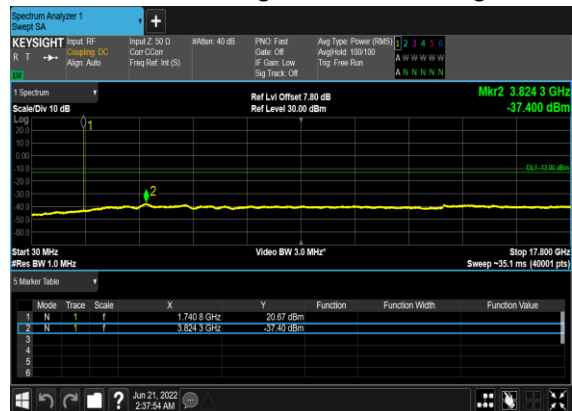 Spectrum Analyzer 1
Swept SA
+
KEYSIGHT Input: RF Input Z: 50 Ω #Atten: 40 dB PNO: Fast Avg Type: Power (RMS) 1 2 3 4 5 6
R T Coupling: DC Corr CCorr Gate: Off Avg|Hold: 100/100 A W W W W W
Align: Auto Freq Ref: Int (S) IF Gain: Low Trig: Free Run A N N N N N
LW Sig Track: Off
1 Spectrum Ref Lvl Offset 7.80 dB Mkr2 3.824 3 GHz
Scale/Div 10 dB Ref Level 30.00 dBm -37.400 dBm
Log
20.0 1
10.0
0.00
-10.0 DL1 -13.00 dBm
-20.0
-30.0 2
-40.0
-50.0
-60.0
Start 30 MHz Video BW 3.0 MHz* Stop 17.800 GHz
#Res BW 1.0 MHz Sweep ~35.1 ms (40001 pts)
5 Marker Table
Mode Trace Scale X Y Function Function Width Function Value
1 N 1 f 1.740 8 GHz 20.67 dBm
2 N 1 f 3.824 3 GHz -37.40 dBm
3
4
5
6
? Jun 21, 2022
2:37:54 AM